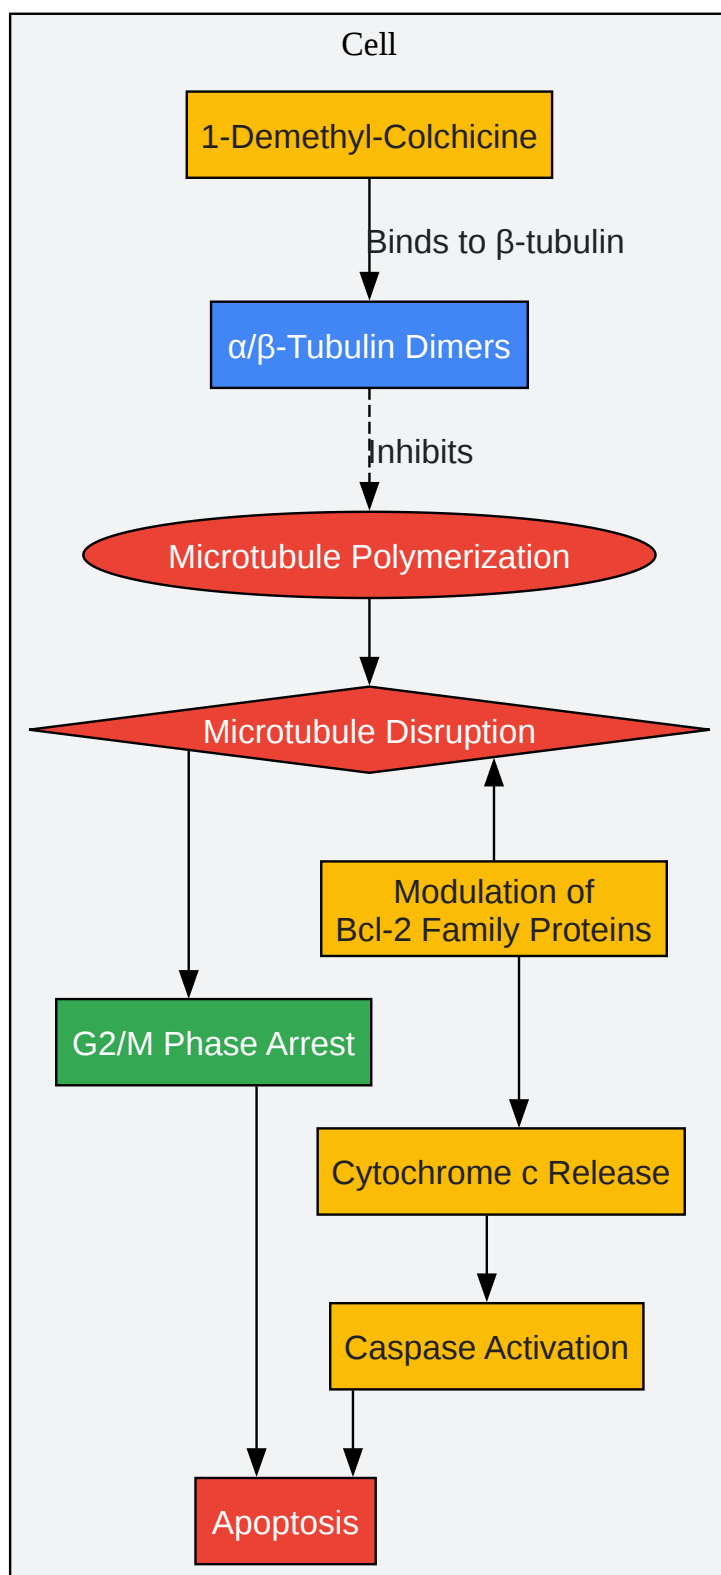 Cell
1-Demethyl-Colchicine
Binds to β-tubulin
α/β-Tubulin Dimers
Inhibits
Microtubule Polymerization
Microtubule Disruption
Modulation of
Bcl-2 Family Proteins
G2/M Phase Arrest
Cytochrome c Release
Caspase Activation
Apoptosis